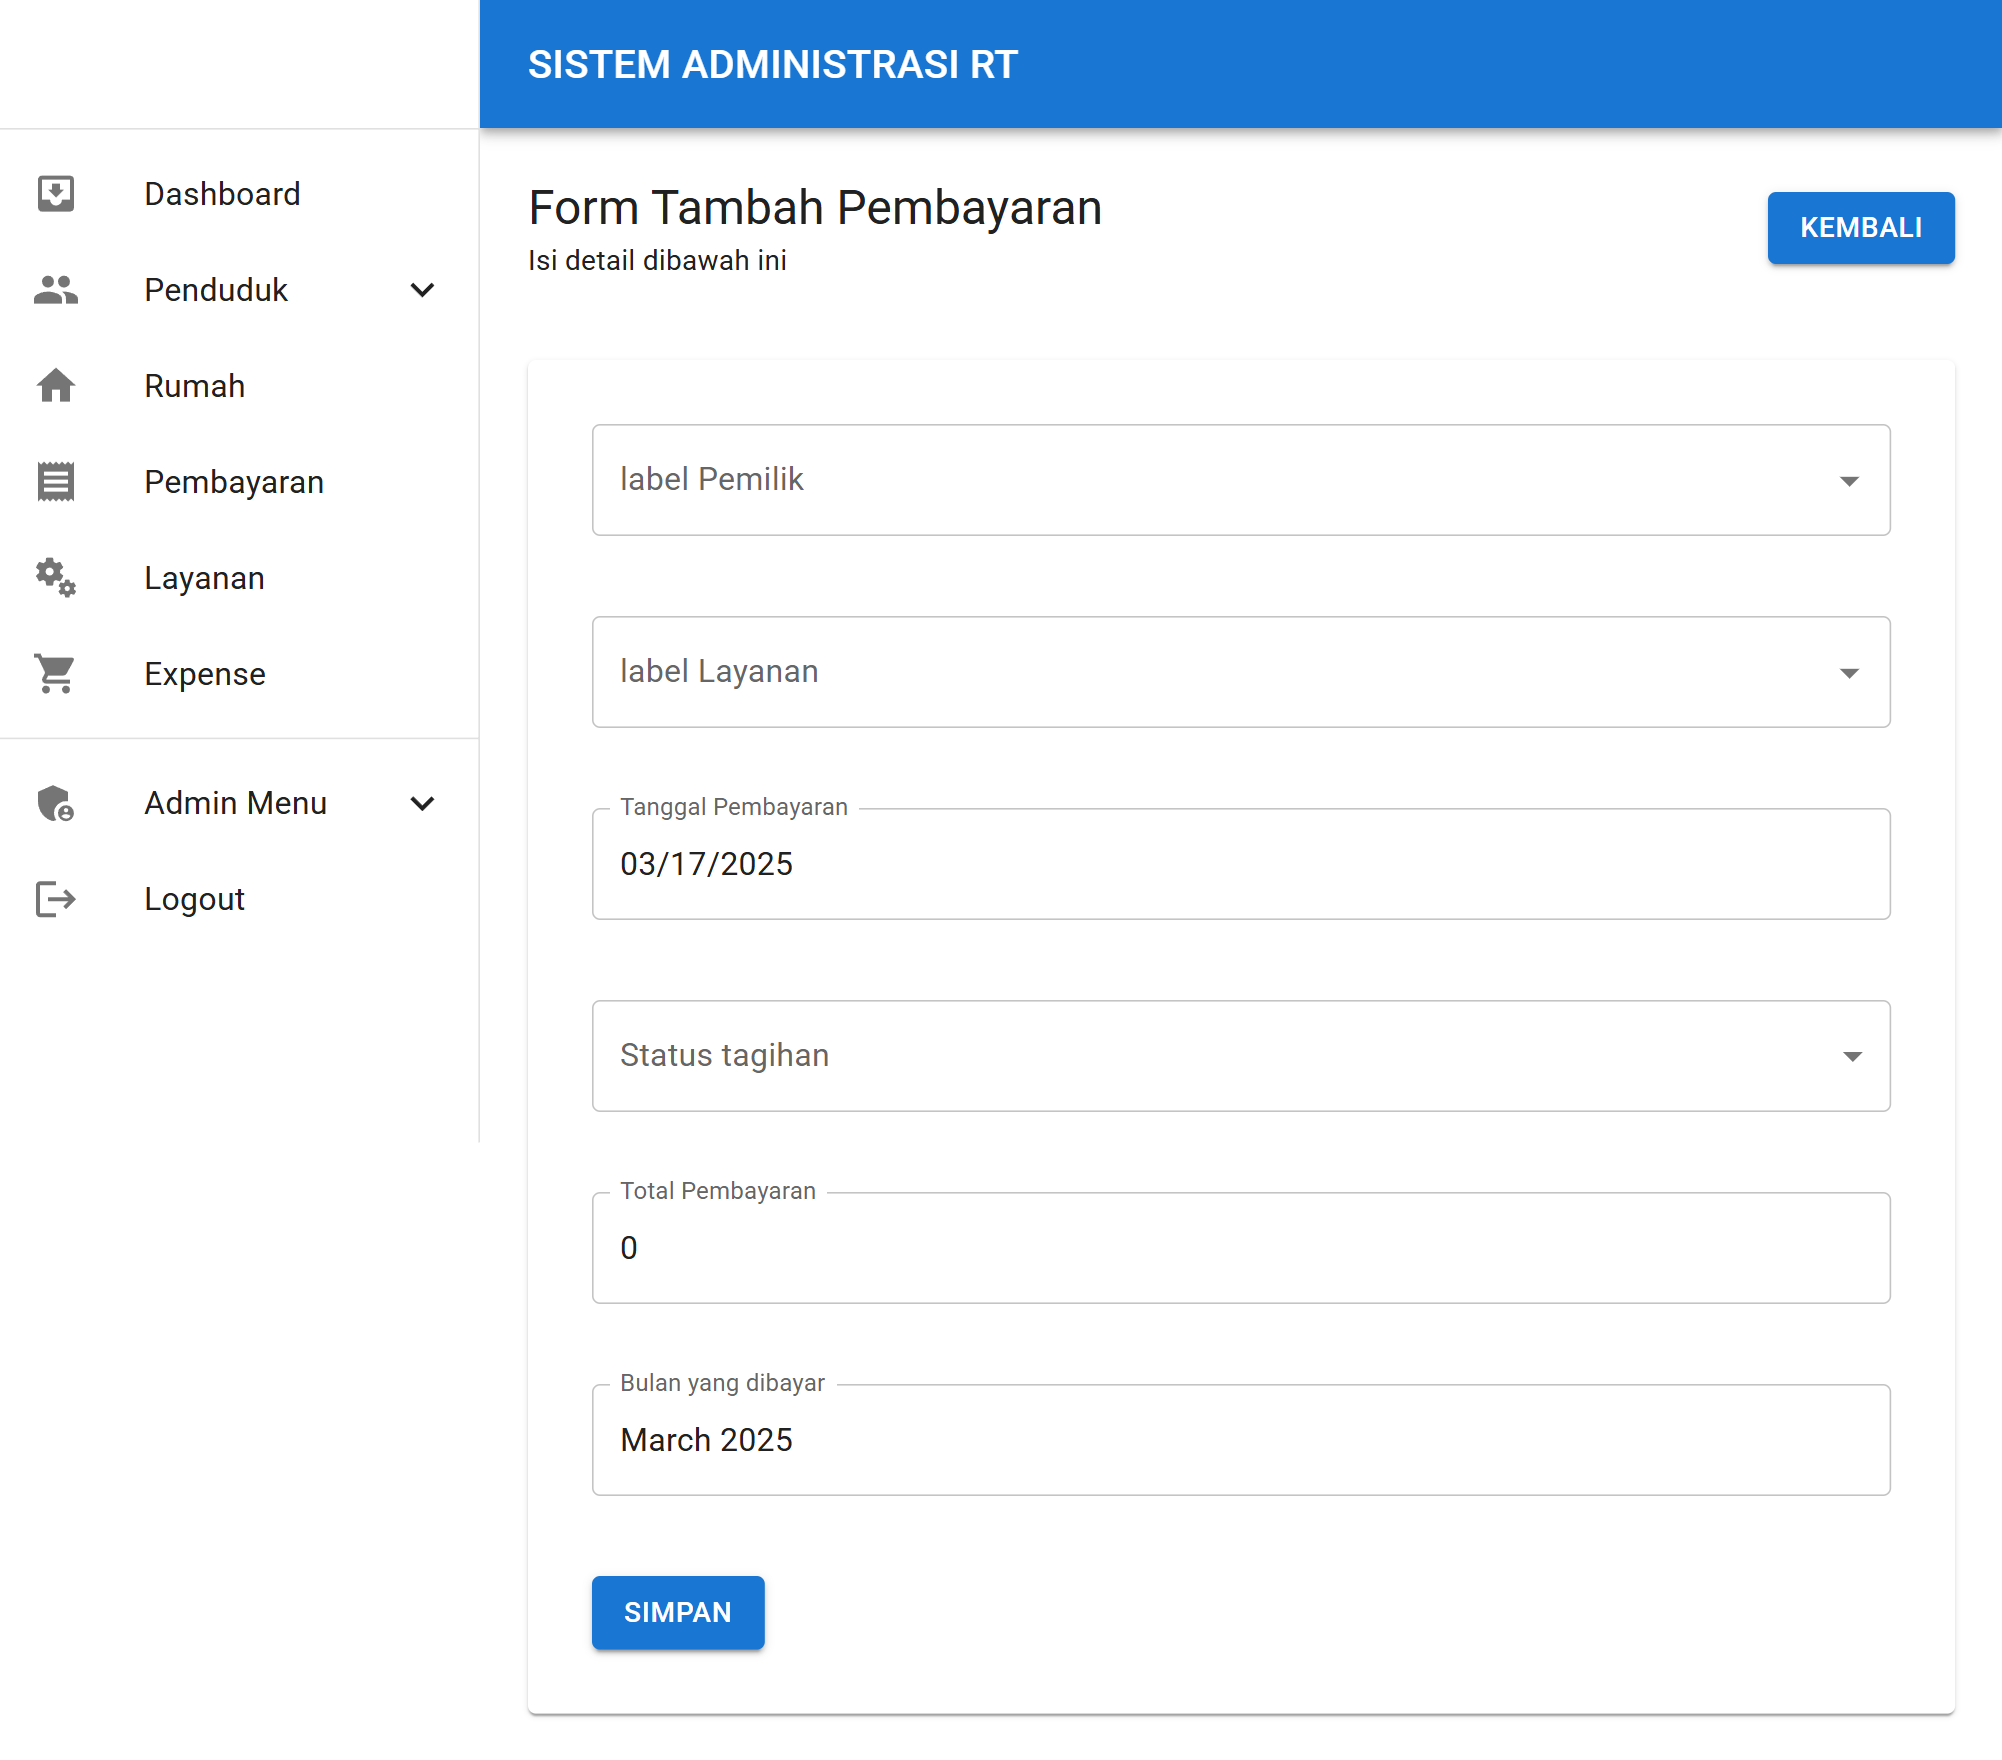 SISTEM ADMINISTRASI RT
Dashboard
Penduduk
Rumah
Pembayaran
Layanan
Expense
Admin Menu
Logout
Form Tambah Pembayaran
Isi detail dibawah ini
KEMBALI
label Pemilik
label Layanan
Tanggal Pembayaran
03/17/2025
Status tagihan
Total Pembayaran
0
Bulan yang dibayar
March 2025
SIMPAN